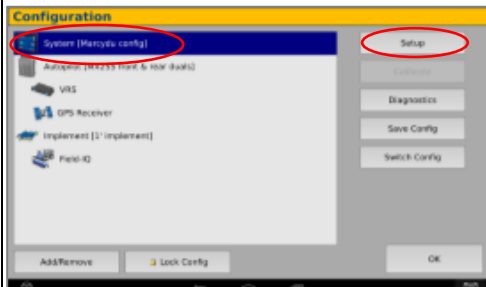 Configuration
System [Marcydu config]
Setup
Autopilot [MX255 front & rear duals]
Calibrate
VRS
Diagnostics
GPS Receiver
Save Config
Implement [1' implement]
Switch Config
Field-IQ
Add/Remove
Lock Config
OK